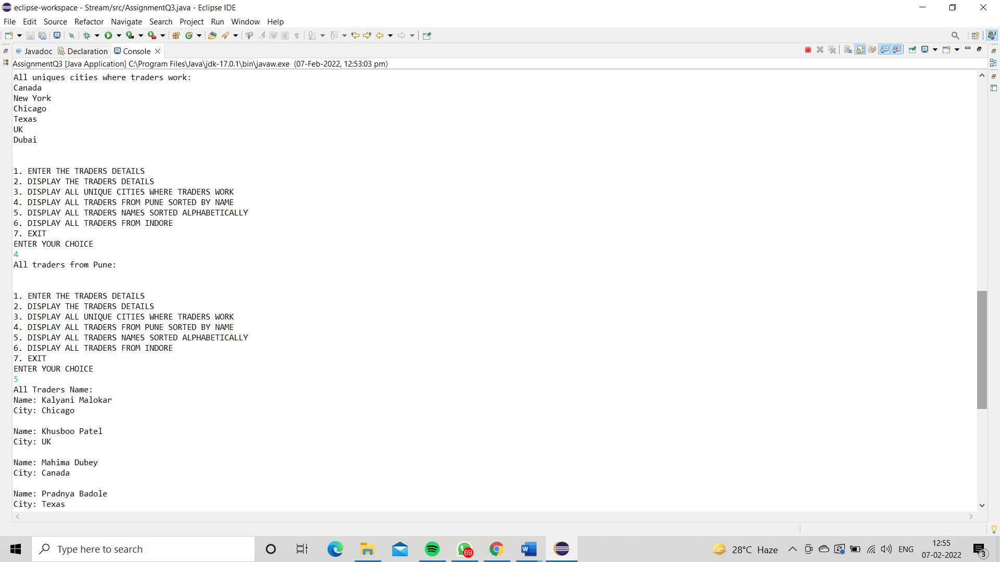 eclipse-workspace - Stream/src/AssignmentQ3.java - Eclipse IDE
File Edit Source Refactor Navigate Search Project Run Window Help
@ Javadoc Declaration Console
AssignmentQ3 [Java Application] C:\Program Files\Java\jdk-17.0.1\bin\javaw.exe (07-Feb-2022, 12:53:03 pm)
All uniques cities where traders work:
Canada
New York
Chicago
Texas
UK
Dubai
1. ENTER THE TRADERS DETAILS
2. DISPLAY THE TRADERS DETAILS
3. DISPLAY ALL UNIQUE CITIES WHERE TRADERS WORK
4. DISPLAY ALL TRADERS FROM PUNE SORTED BY NAME
5. DISPLAY ALL TRADERS NAMES SORTED ALPHABETICALLY
6. DISPLAY ALL TRADERS FROM INDORE
7. EXIT
ENTER YOUR CHOICE
4
All traders from Pune:
1. ENTER THE TRADERS DETAILS
2. DISPLAY THE TRADERS DETAILS
3. DISPLAY ALL UNIQUE CITIES WHERE TRADERS WORK
4. DISPLAY ALL TRADERS FROM PUNE SORTED BY NAME
5. DISPLAY ALL TRADERS NAMES SORTED ALPHABETICALLY
6. DISPLAY ALL TRADERS FROM INDORE
7. EXIT
ENTER YOUR CHOICE
5
All Traders Name:
Name: Kalyani Malokar
City: Chicago
Name: Khusboo Patel
City: UK
Name: Mahima Dubey
City: Canada
Name: Pradnya Badole
City: Texas
Type here to search
69
W
28°C Haze
ENG
12:55
07-02-2022
3